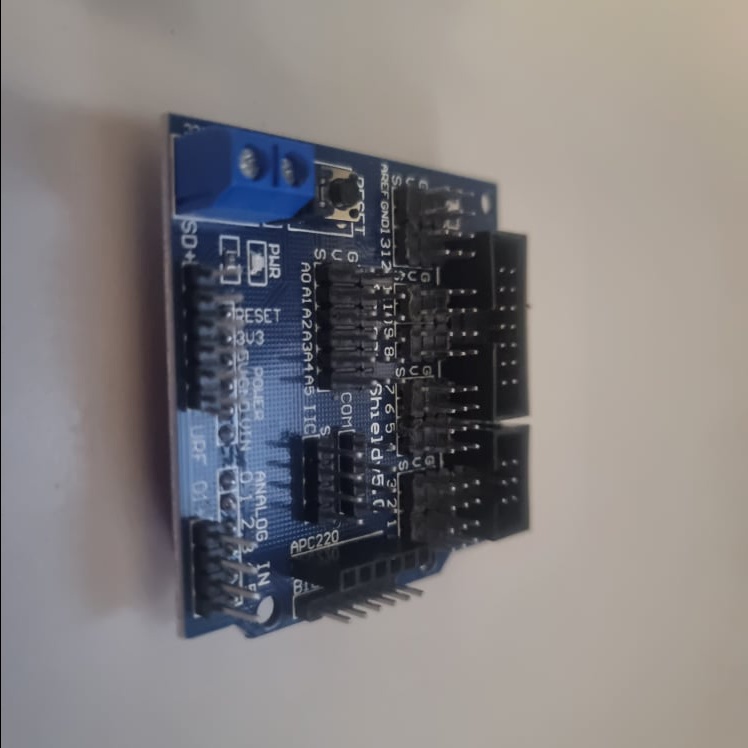 RESET
AREF GND 13 12
S V G
SD+
PWR
G
V
S
A0 A1 A2 A3 A4 A5 IIC
11 10 9 8
RESET
3V3
5V GND VIN
POWER
COM
Shield v5.0
7 6 5 4
S V G
3 2 1
URF 01+
ANALOG IN
0 1 2 3
APC220